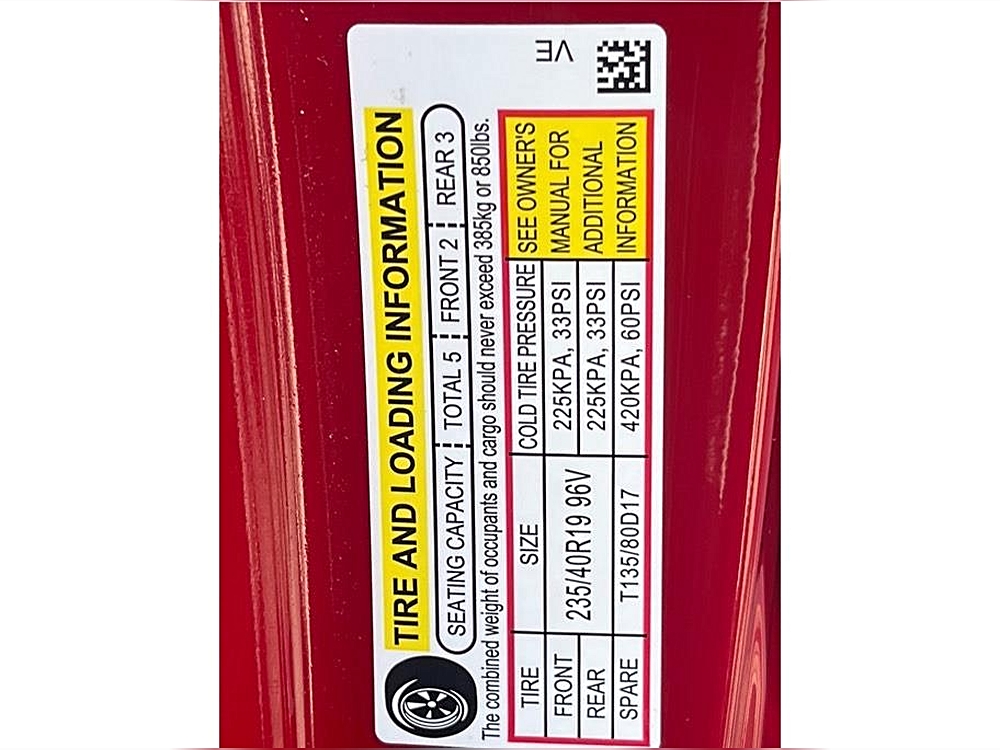 TIRE AND LOADING INFORMATION
SEATING CAPACITY TOTAL 5 FRONT 2 REAR 3
The combined weight of occupants and cargo should never exceed 385kg or 850lbs.
TIRE SIZE COLD TIRE PRESSURE SEE OWNER'S
FRONT 235/40R19 96V 225KPA, 33PSI MANUAL FOR
REAR 225KPA, 33PSI ADDITIONAL
SPARE T135/80D17 420KPA, 60PSI INFORMATION
VE